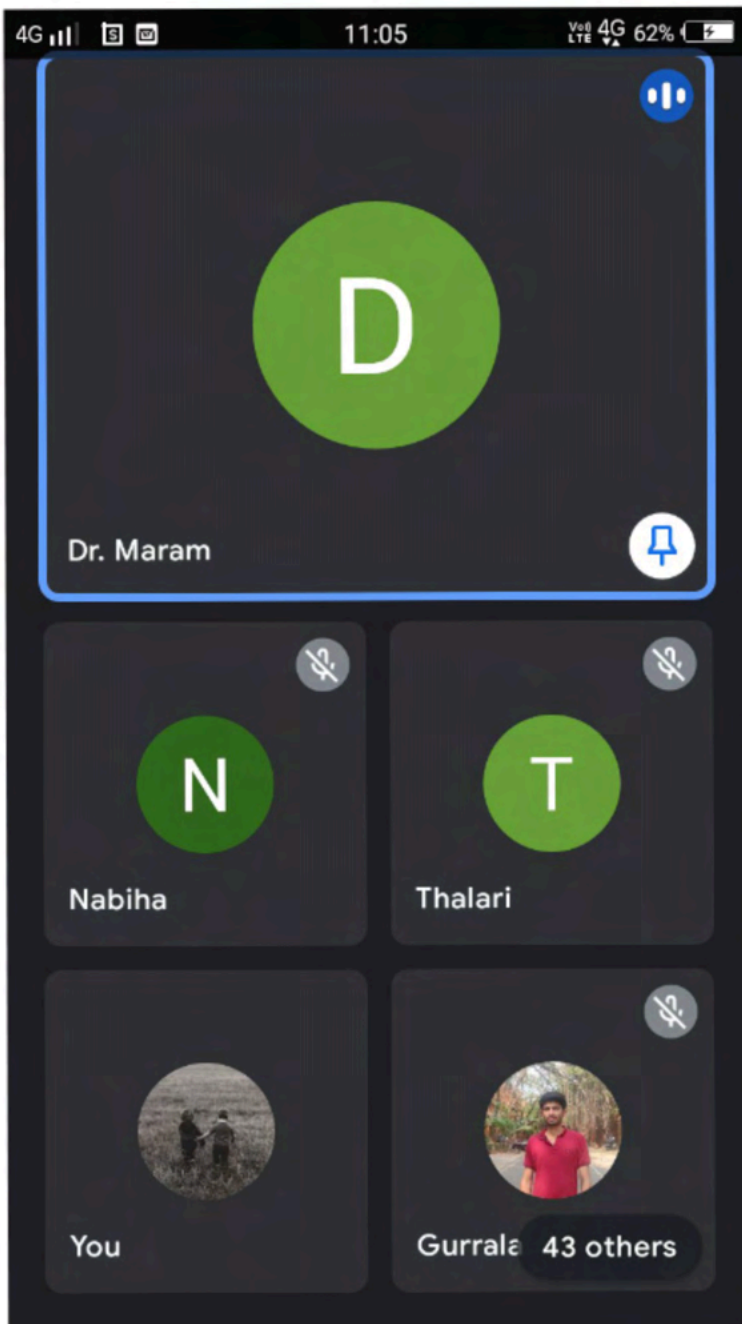 4G 11:05 Vo) LTE 4G 62%
D
Dr. Maram
N
T
Nabiha
Thalari
You
Gurrala 43 others